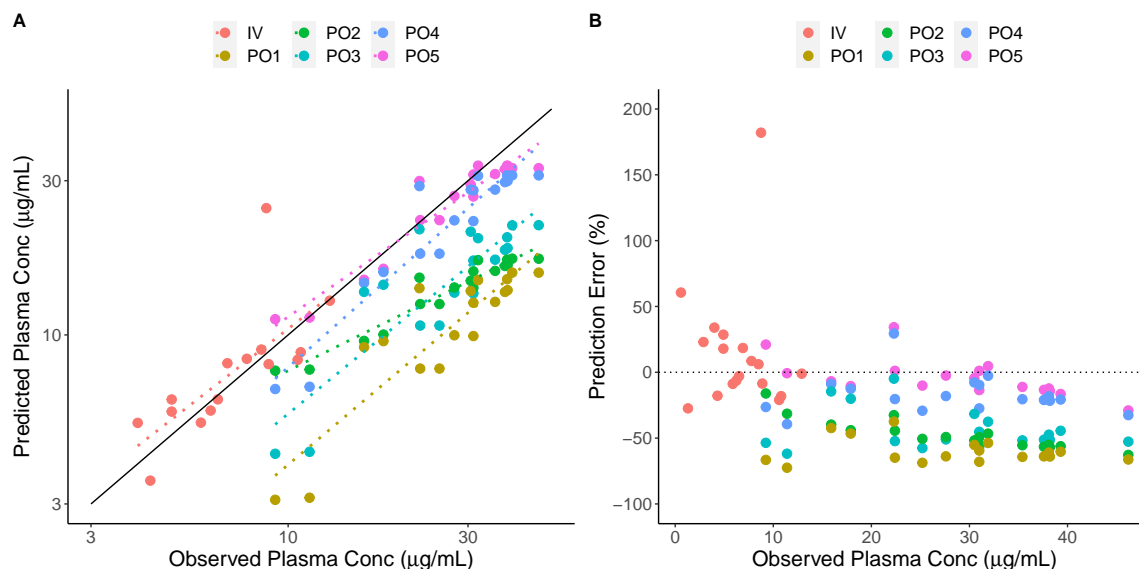 A
IV PO2 PO4
PO1 PO3 PO5
Predicted Plasma Conc (μg/mL)
30
10
3
3 10 30
Observed Plasma Conc (μg/mL)
B
IV PO2 PO4
PO1 PO3 PO5
Prediction Error (%)
200
150
100
50
0
−50
−100
0 10 20 30 40
Observed Plasma Conc (μg/mL)